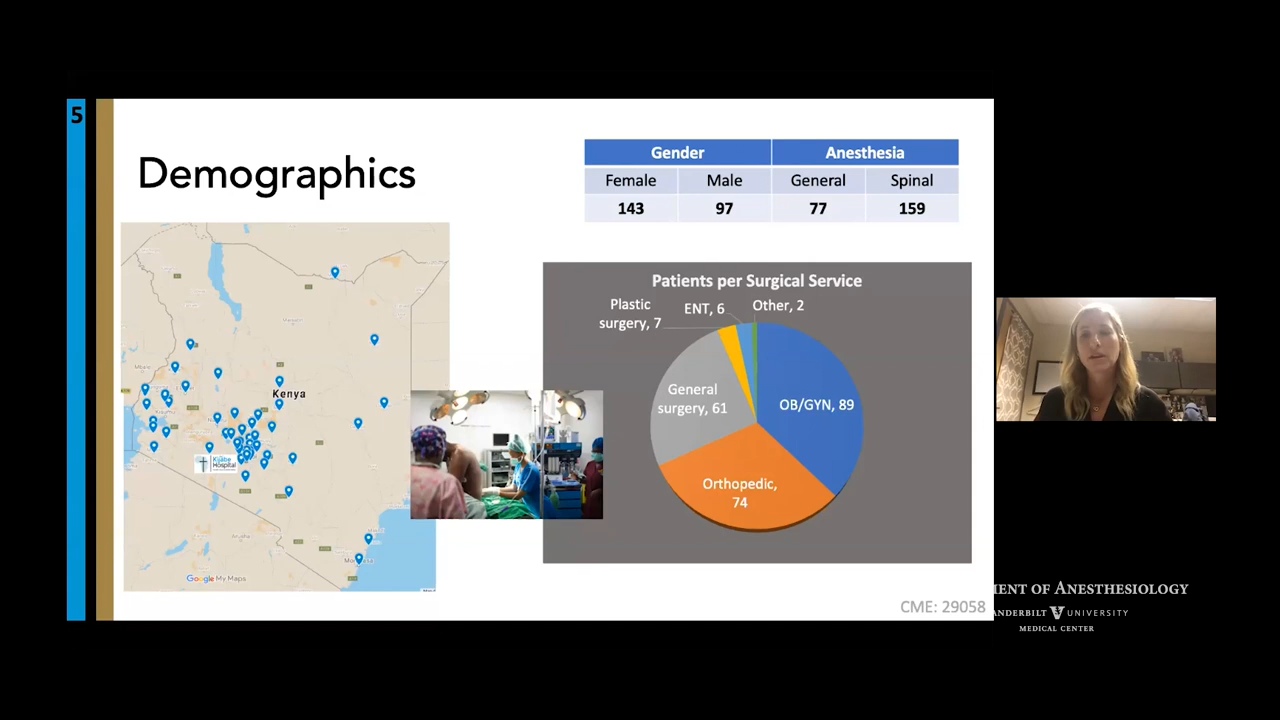 5
Demographics
Gender Anesthesia
Female Male General Spinal
143 97 77 159
Kenya
Kijabe
Hospital
Google My Maps
Patients per Surgical Service
Plastic
surgery, 7
ENT, 6
Other, 2
General
surgery, 61
OB/GYN, 89
Orthopedic,
74
CME: 29058
MENT OF ANESTHESIOLOGY
ANDERBILT V UNIVERSITY
MEDICAL CENTER